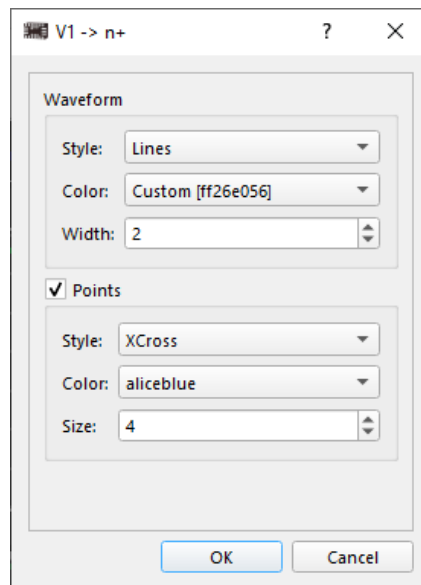 V1 -> n+ ?
Waveform
Style: Lines
Color: Custom [ff26e056]
Width: 2
Points
Style: XCross
Color: aliceblue
Size: 4
OK Cancel